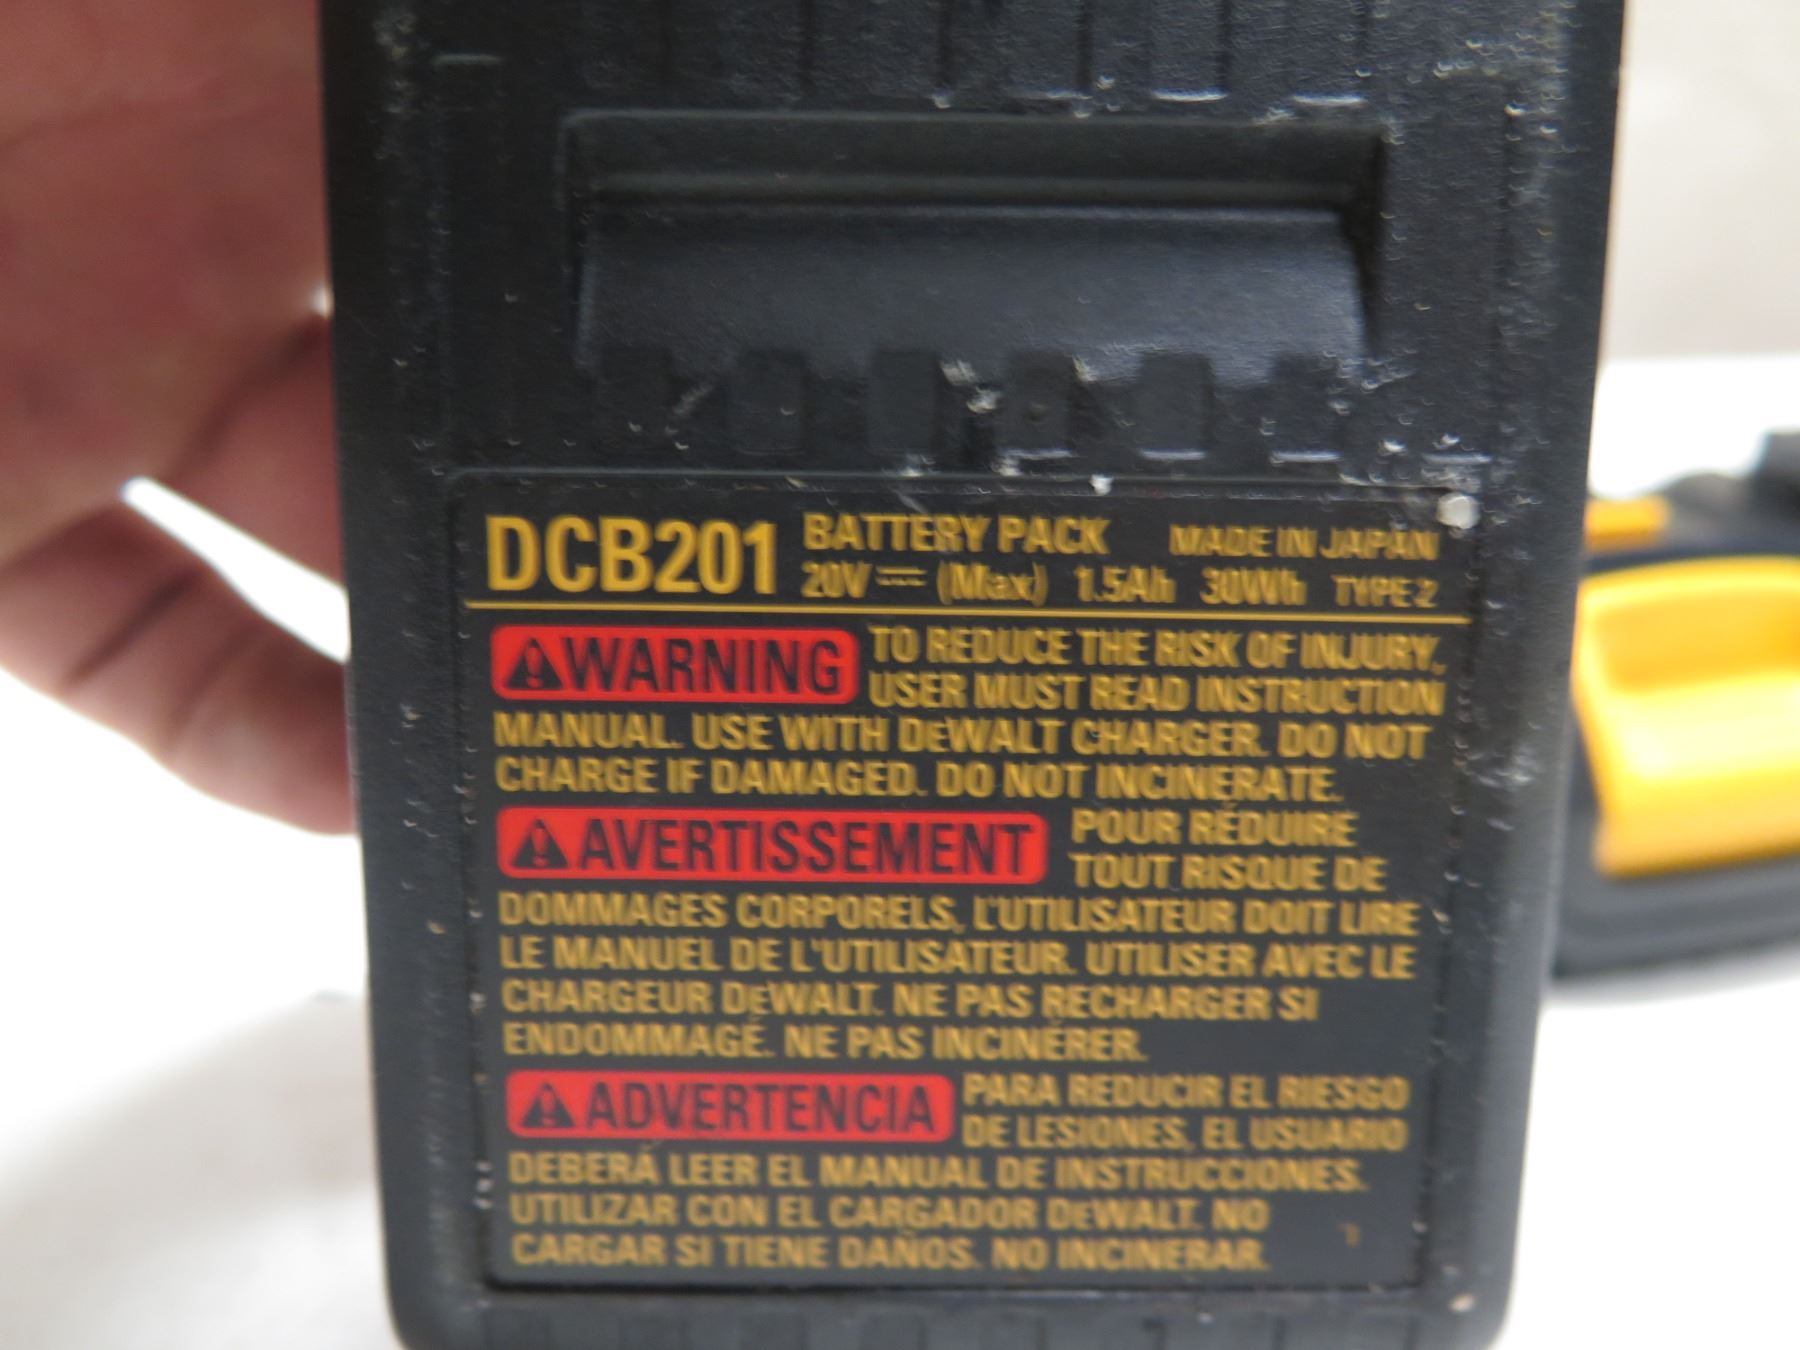 DCB201 BATTERY PACK MADE IN JAPAN
20V (Max) 1.5Ah 30Wh TYPE 2
WARNING TO REDUCE THE RISK OF INJURY,
USER MUST READ INSTRUCTION
MANUAL. USE WITH DeWALT CHARGER. DO NOT
CHARGE IF DAMAGED. DO NOT INCINERATE.
AVERTISSEMENT POUR RÉDUIRE
TOUT RISQUE DE
DOMMAGES CORPORELS, L'UTILISATEUR DOIT LIRE
LE MANUEL DE L'UTILISATEUR. UTILISER AVEC LE
CHARGEUR DeWALT. NE PAS RECHARGER SI
ENDOMMAGÉ. NE PAS INCINÉRER.
ADVERTENCIA PARA REDUCIR EL RIESGO
DE LESIONES, EL USUARIO
DEBERÁ LEER EL MANUAL DE INSTRUCCIONES.
UTILIZAR CON EL CARGADOR DeWALT. NO
CARGAR SI TIENE DAÑOS. NO INCINERAR.